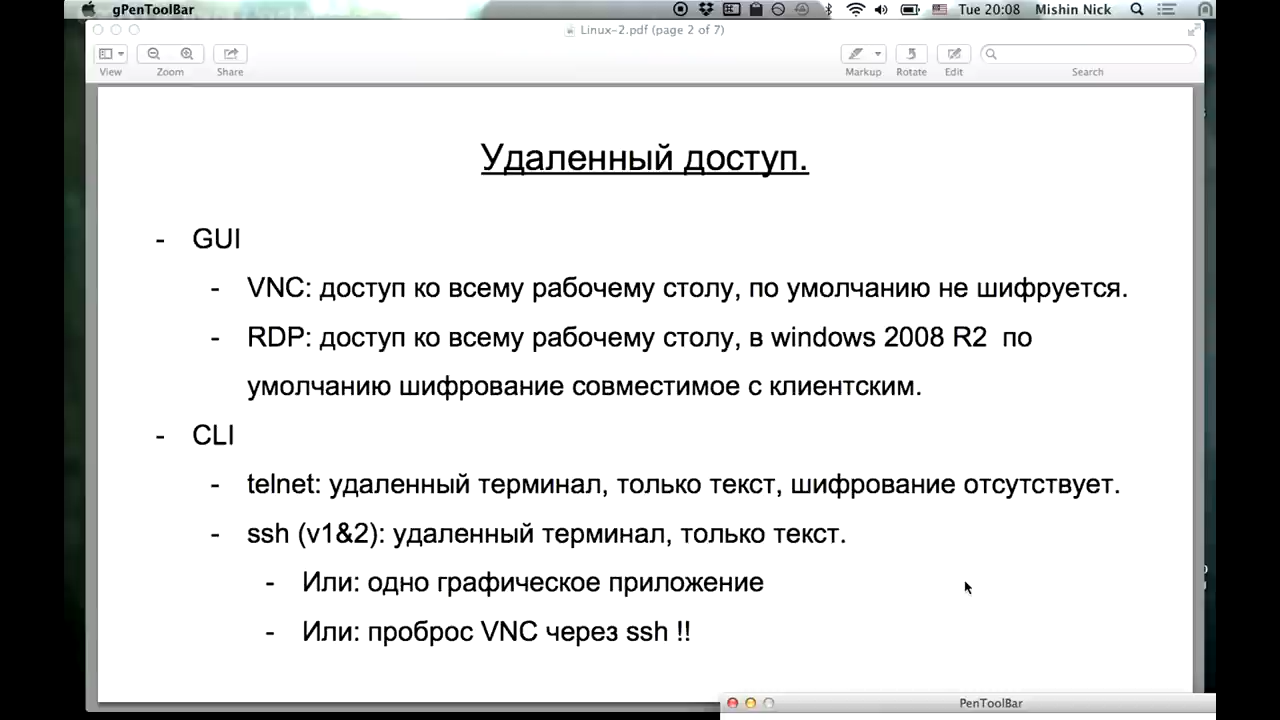 gPenToolBar
Tue 20:08 Mishin Nick
Linux-2.pdf (page 2 of 7)
View Zoom Share Markup Rotate Edit Search
Удаленный доступ.
- GUI
- VNC: доступ ко всему рабочему столу, по умолчанию не шифруется.
- RDP: доступ ко всему рабочему столу, в windows 2008 R2 по
умолчанию шифрование совместимое с клиентским.
- CLI
- telnet: удаленный терминал, только текст, шифрование отсутствует.
- ssh (v1&2): удаленный терминал, только текст.
- Или: одно графическое приложение
- Или: проброс VNC через ssh !!
PenToolBar